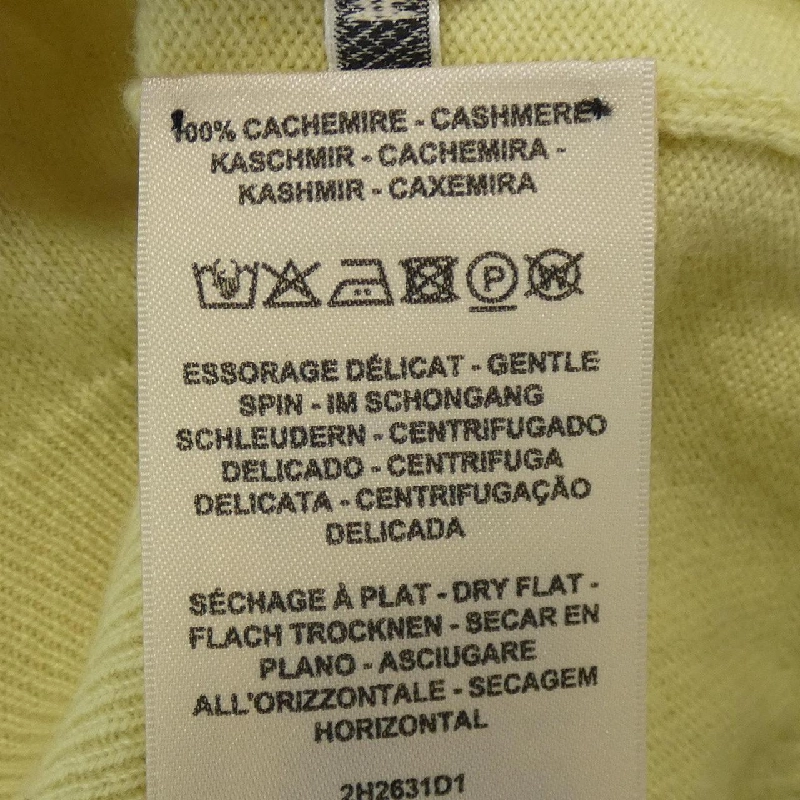 100% CACHEMIRE - CASHMERE
KASCHMIR - CACHEMIRA -
KASHMIR - CAXEMIRA
P W
ESSORAGE DÉLICAT - GENTLE
SPIN - IM SCHONGANG
SCHLEUDERN - CENTRIFUGADO
DELICADO - CENTRIFUGA
DELICATA - CENTRIFUGAÇÃO
DELICADA
SÉCHAGE À PLAT - DRY FLAT -
FLACH TROCKNEN - SECAR EN
PLANO - ASCIUGARE
ALL'ORIZZONTALE - SECAGEM
HORIZONTAL
2H2631D1